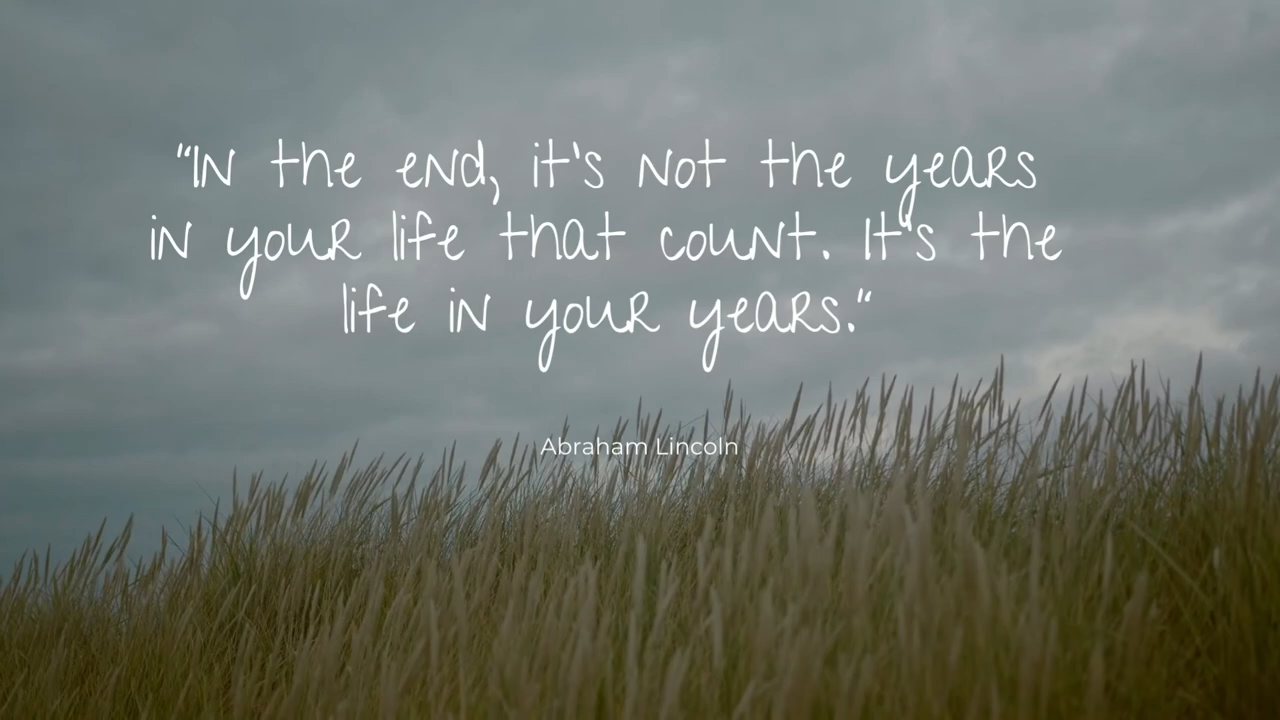 “In the end, it's not the years
in your life that count. It's the
life in your years.“
Abraham Lincoln